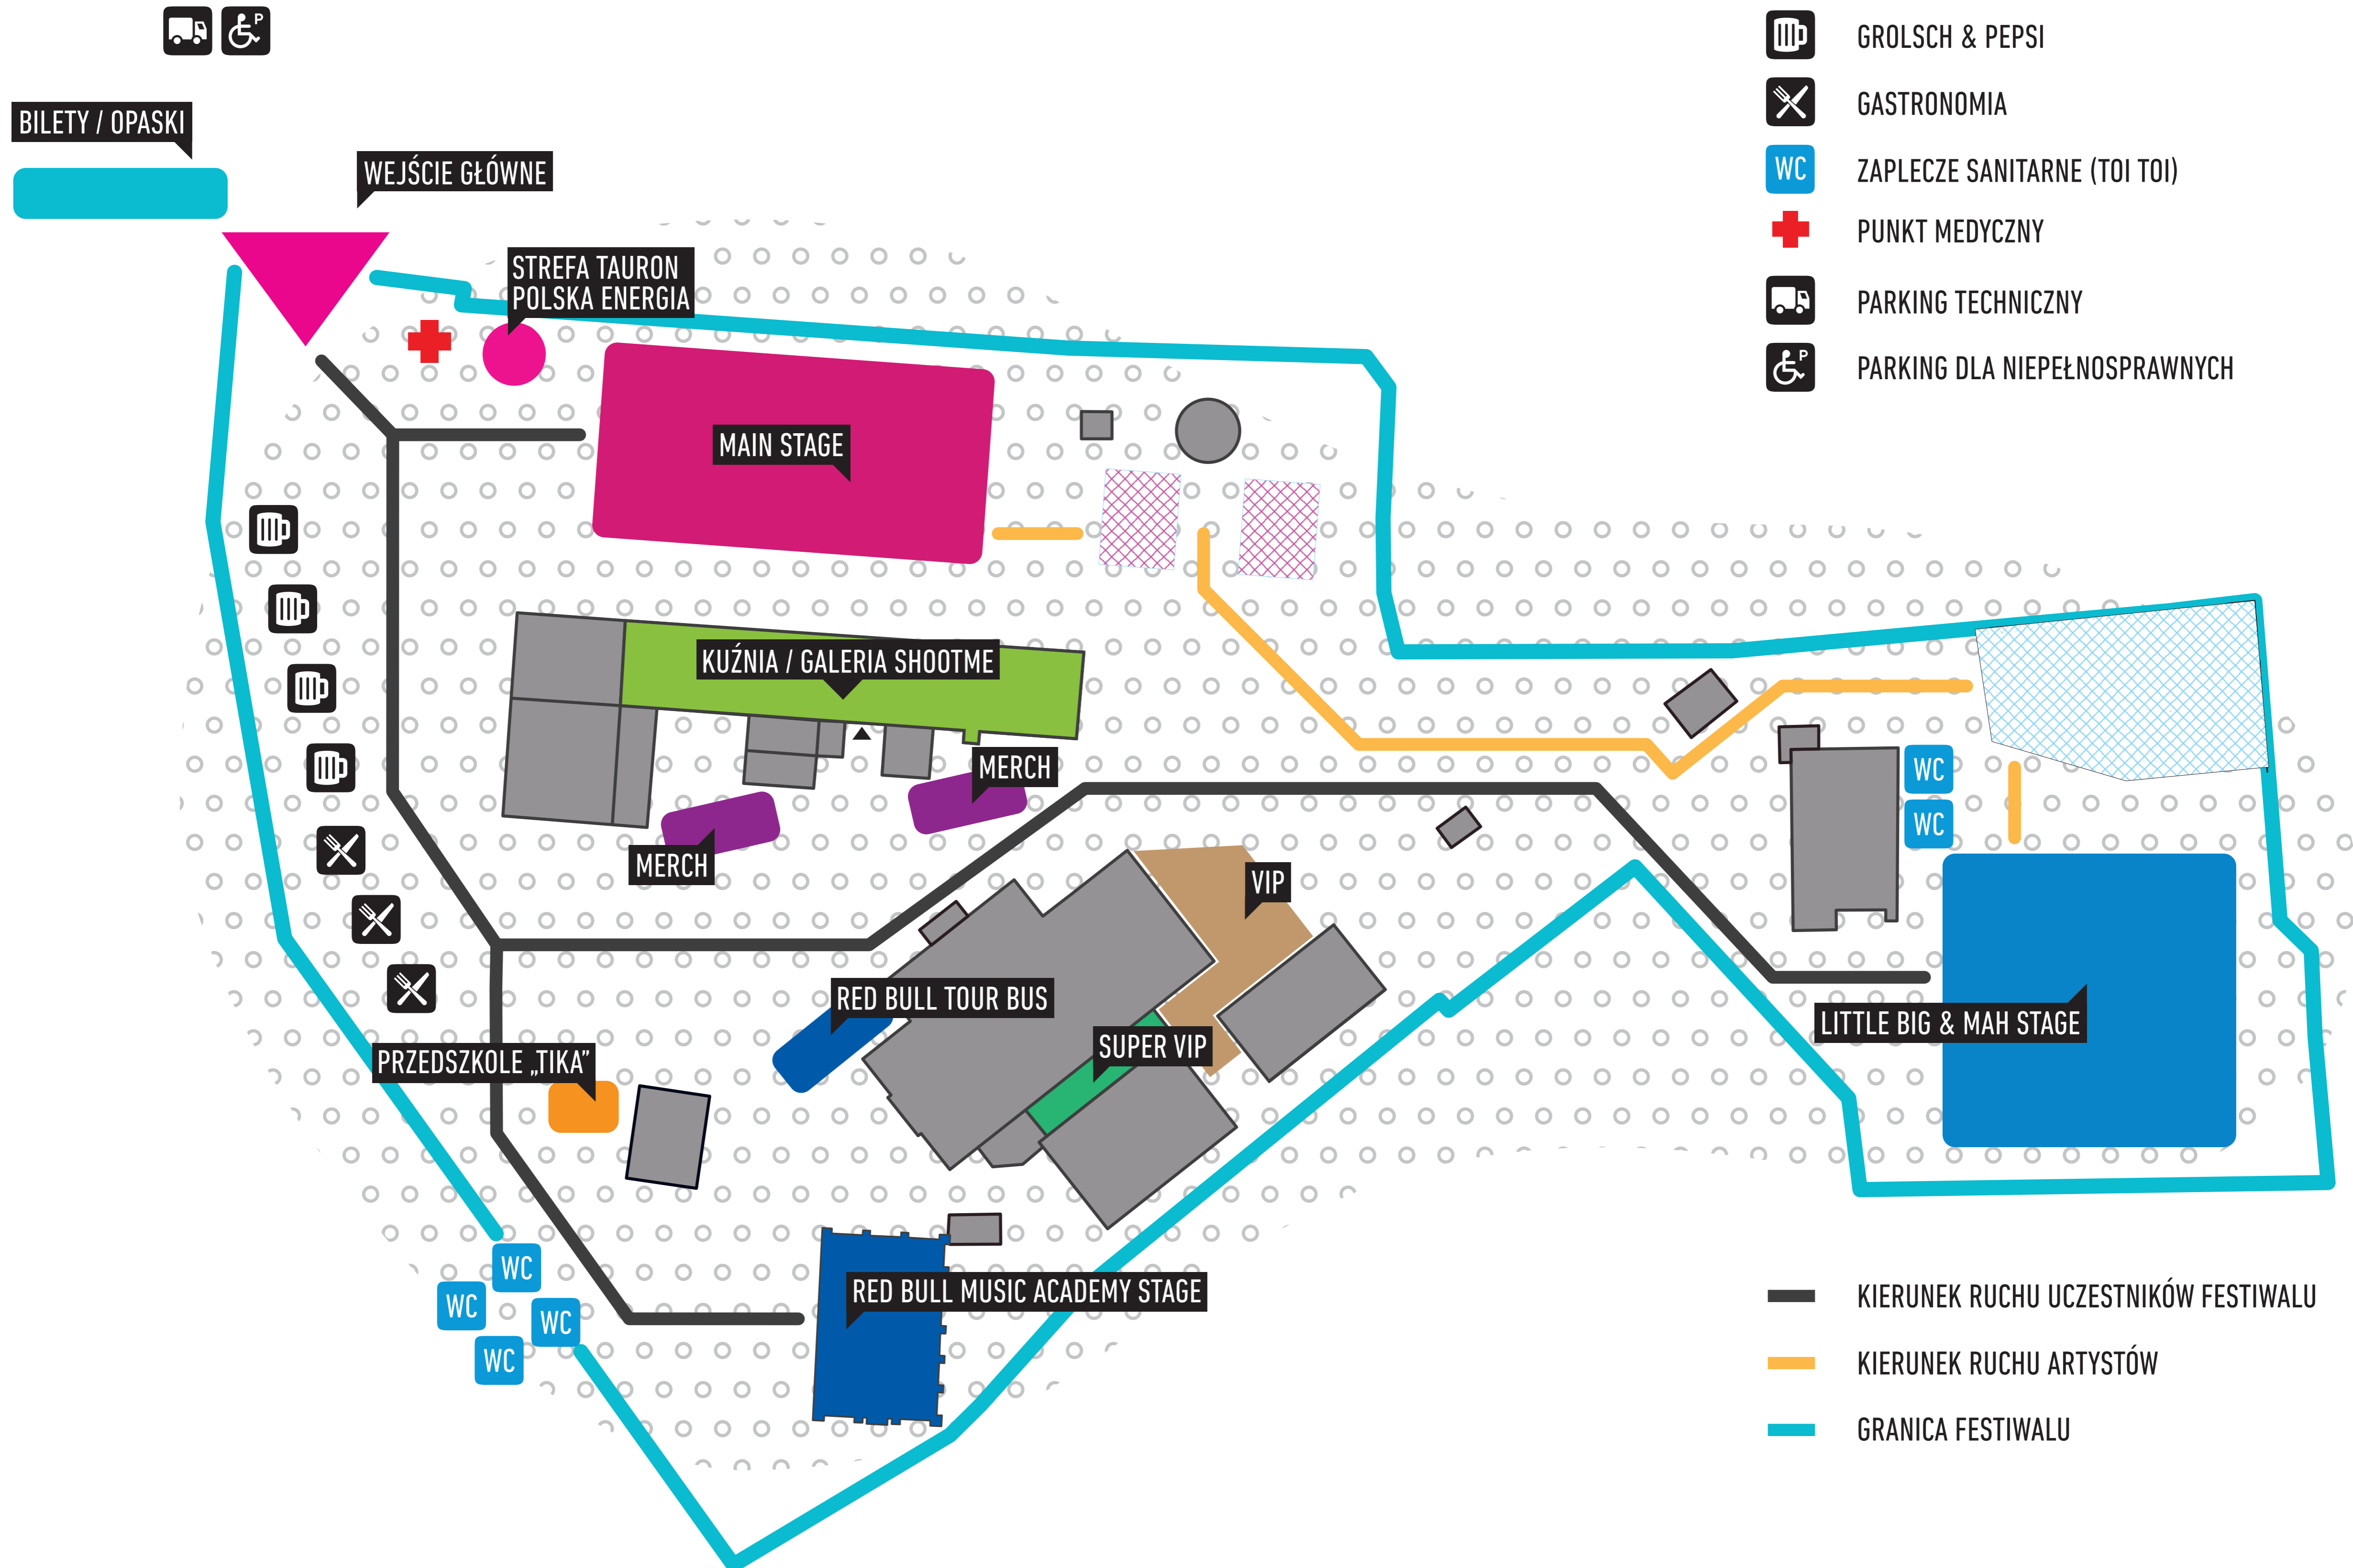 P
GROLSCH & PEPSI
GASTRONOMIA
BILETY / OPASKI
WC ZAPLECZE SANITARNE (TOI TOI)
WEJŚCIE GŁÓWNE
PUNKT MEDYCZNY
STREFA TAURON
POLSKA ENERGIA
PARKING TECHNICZNY
P PARKING DLA NIEPEŁNOSPRAWNYCH
MAIN STAGE
KUŹNIA / GALERIA SHOOTME
MERCH
WC
WC
MERCH
VIP
RED BULL TOUR BUS
LITTLE BIG & MAH STAGE
SUPER VIP
PRZEDSZKOLE „TIKA”
WC
WC
WC
WC
RED BULL MUSIC ACADEMY STAGE
KIERUNEK RUCHU UCZESTNIKÓW FESTIWALU
KIERUNEK RUCHU ARTYSTÓW
GRANICA FESTIWALU